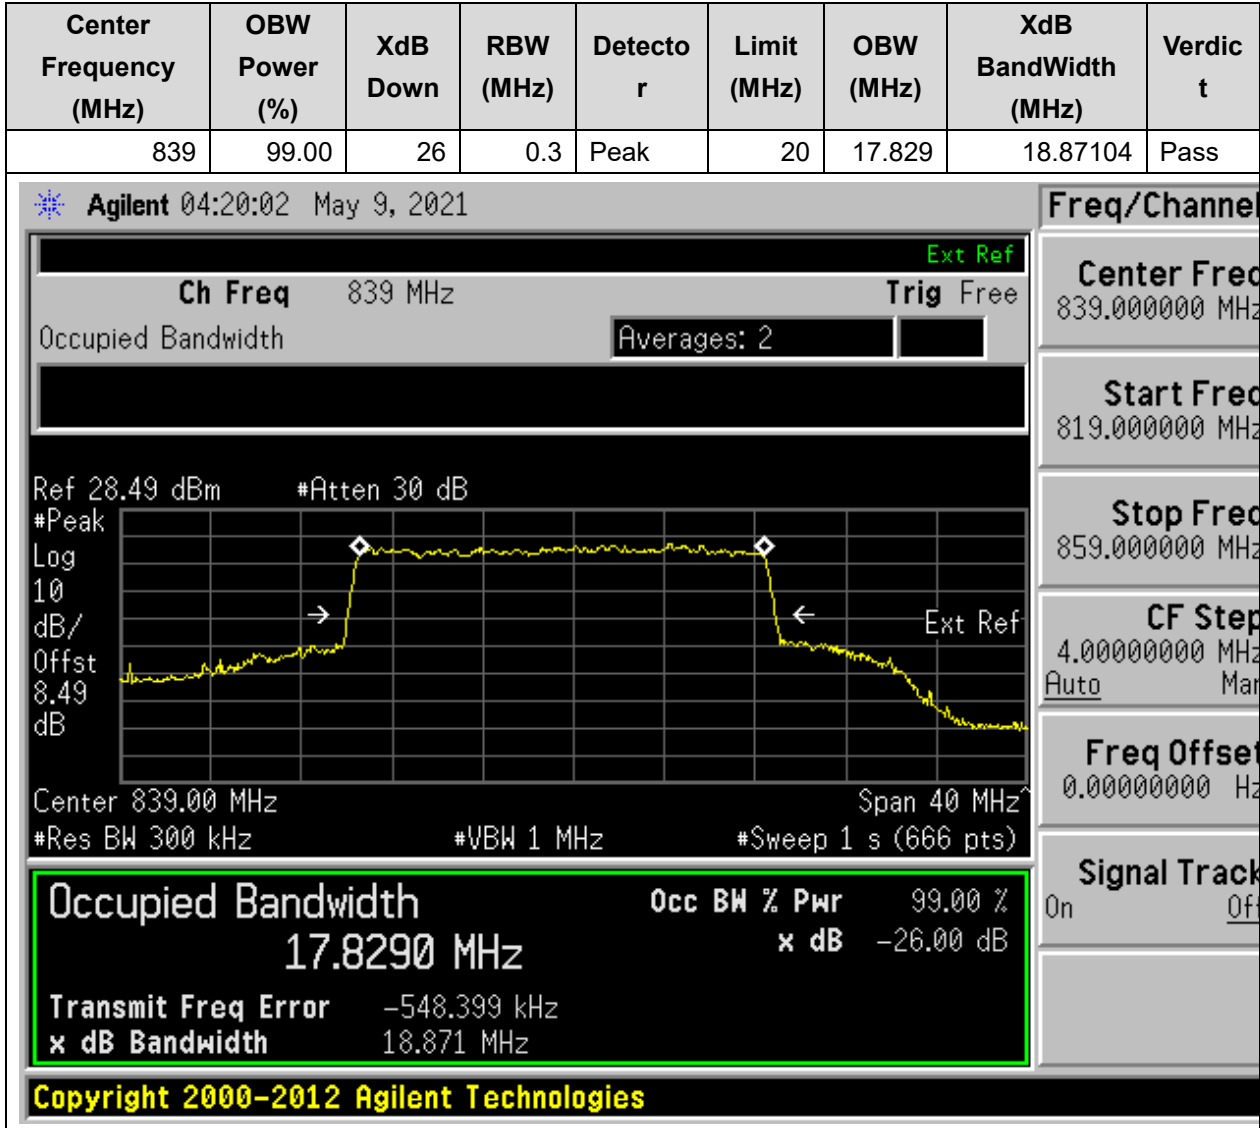 Center Frequency (MHz) OBW Power (%) XdB Down RBW (MHz) Detector Limit (MHz) OBW (MHz) XdB BandWidth (MHz) Verdict
839 99.00 26 0.3 Peak 20 17.829 18.87104 Pass
Agilent 04:20:02 May 9, 2021
Freq/Channel
Ext Ref
Ch Freq 839 MHz Trig Free
Occupied Bandwidth Averages: 2
Center Freq
839.000000 MHz
Start Freq
819.000000 MHz
Stop Freq
859.000000 MHz
CF Step
4.00000000 MHz
Auto Man
Freq Offset
0.00000000 Hz
Signal Track
On Off
Ref 28.49 dBm #Atten 30 dB
#Peak
Log
10
dB/
Offst
8.49
dB
Ext Ref
Center 839.00 MHz Span 40 MHz^
#Res BW 300 kHz #VBW 1 MHz #Sweep 1 s (666 pts)
Occupied Bandwidth Occ BW % Pwr 99.00 %
17.8290 MHz x dB -26.00 dB
Transmit Freq Error -548.399 kHz
x dB Bandwidth 18.871 MHz
Copyright 2000-2012 Agilent Technologies